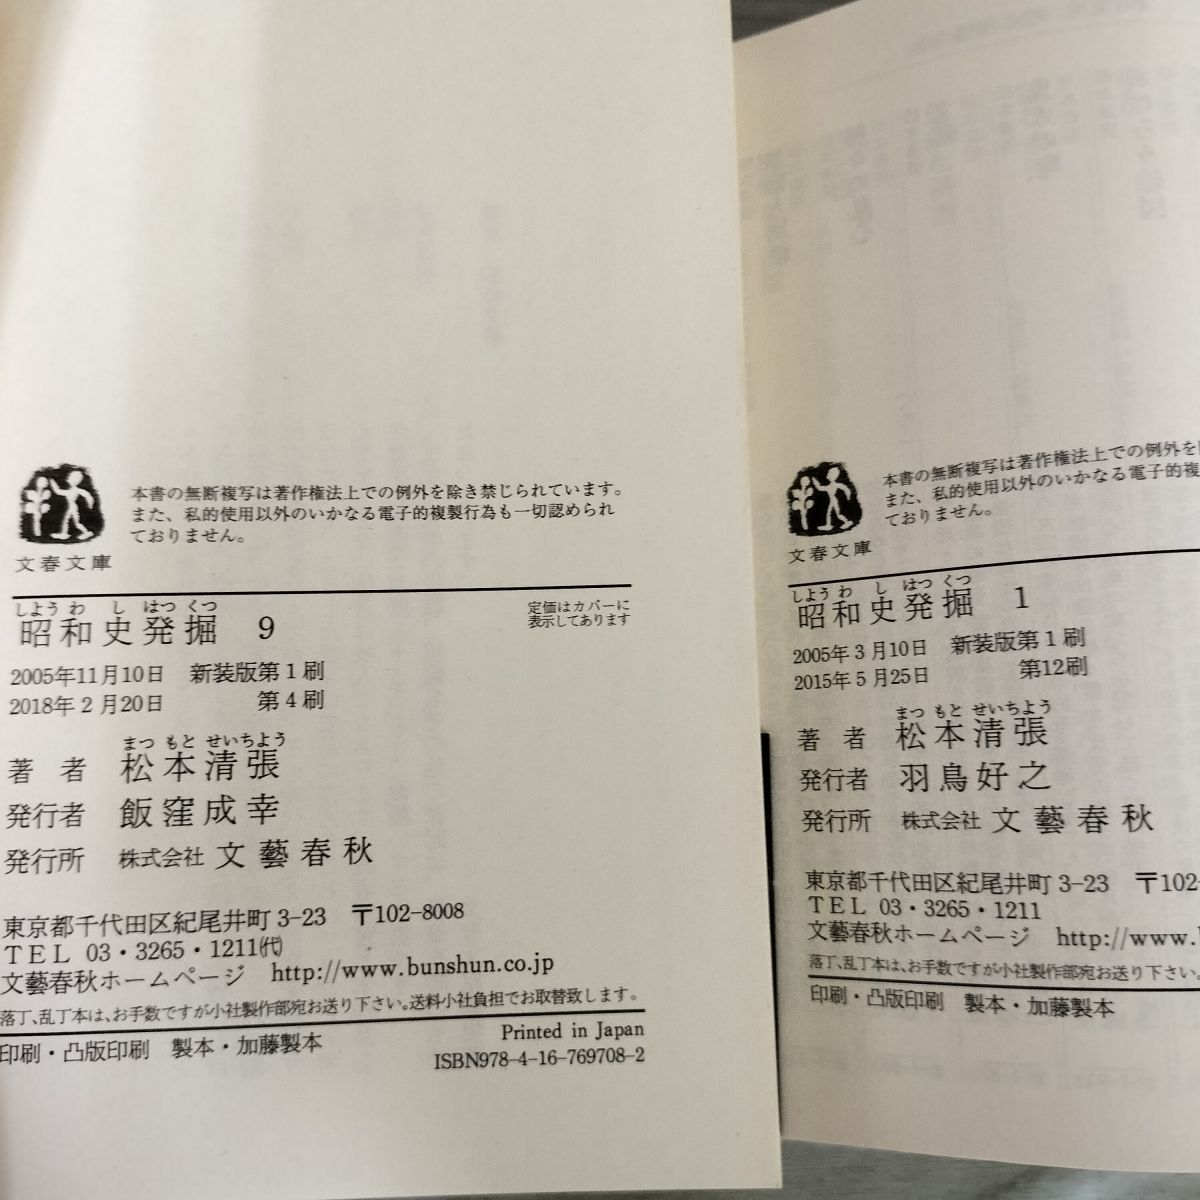 本書の無断複写は著作権法上での例外を除き禁じられています。
また、私的使用以外のいかなる電子的複製行為も一切認められ
ておりません。
文春文庫
しようわしはつくつ
昭和史発掘 9
定価はカバーに
表示してあります
2005年11月10日 新装版第1刷
2018年2月20日 第4刷
まつもとせいちよう
著者 松本清張
発行者 飯窪成幸
発行所 株式会社 文藝春秋
東京都千代田区紀尾井町 3-23 〒102-8008
TEL 03・3265・1211㈹
文藝春秋ホームページ http://www.bunshun.co.jp
落丁、乱丁本は、お手数ですが小社製作部宛お送り下さい。送料小社負担でお取替致します。
印刷・凸版印刷 製本・加藤製本
Printed in Japan
ISBN978-4-16-769708-2
本書の無断複写は著作権法上での例外を
また、私的使用以外のいかなる電子的複
ておりません。
文春文庫
しようわしはつくつ
昭和史発掘 1
2005年3月10日 新装版第1刷
2015年5月25日 第12刷
まつもとせいちよう
著者 松本清張
発行者 羽鳥好之
発行所 株式会社 文藝春秋
東京都千代田区紀尾井町 3-23 〒102-
TEL 03・3265・1211
文藝春秋ホームページ http://www.
落丁、乱丁本は、お手数ですが小社製作部宛お送り下さい。
印刷・凸版印刷 製本・加藤製本